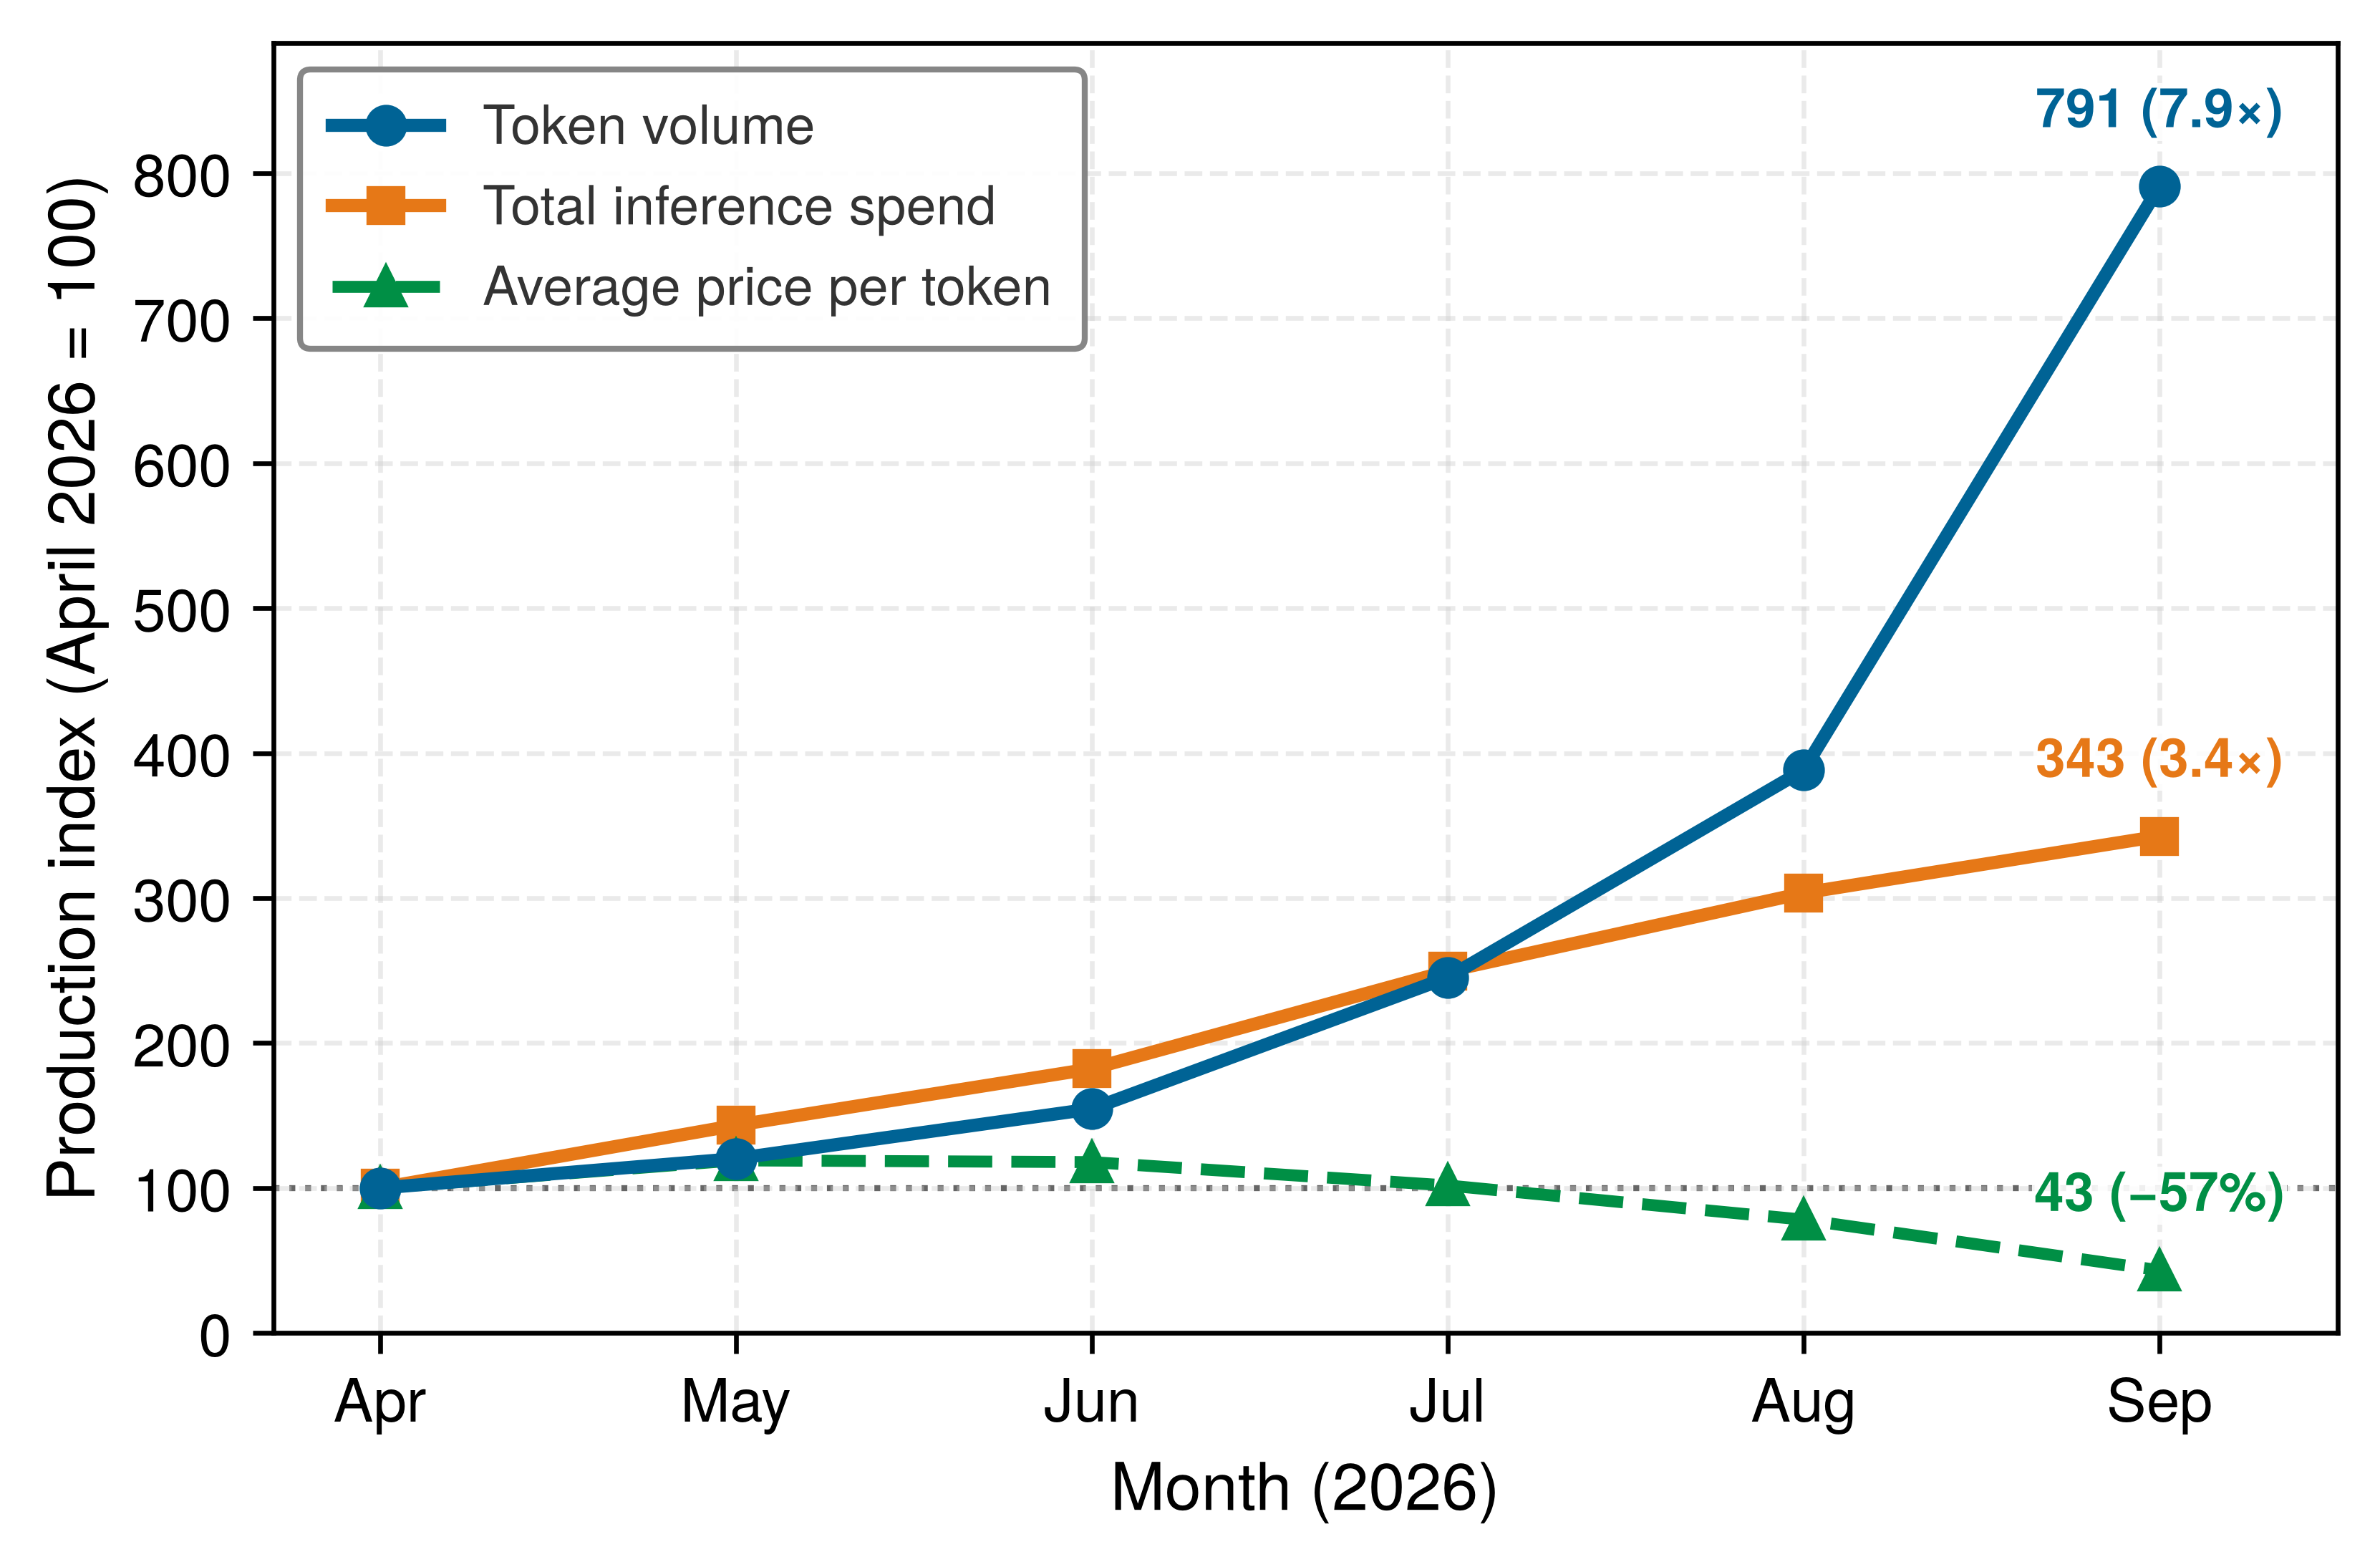 Token volume
Total inference spend
Average price per token
791 (7.9×)
343 (3.4×)
43 (−57%)
Production index (April 2026 = 100)
800
700
600
500
400
300
200
100
0
Apr May Jun Jul Aug Sep
Month (2026)